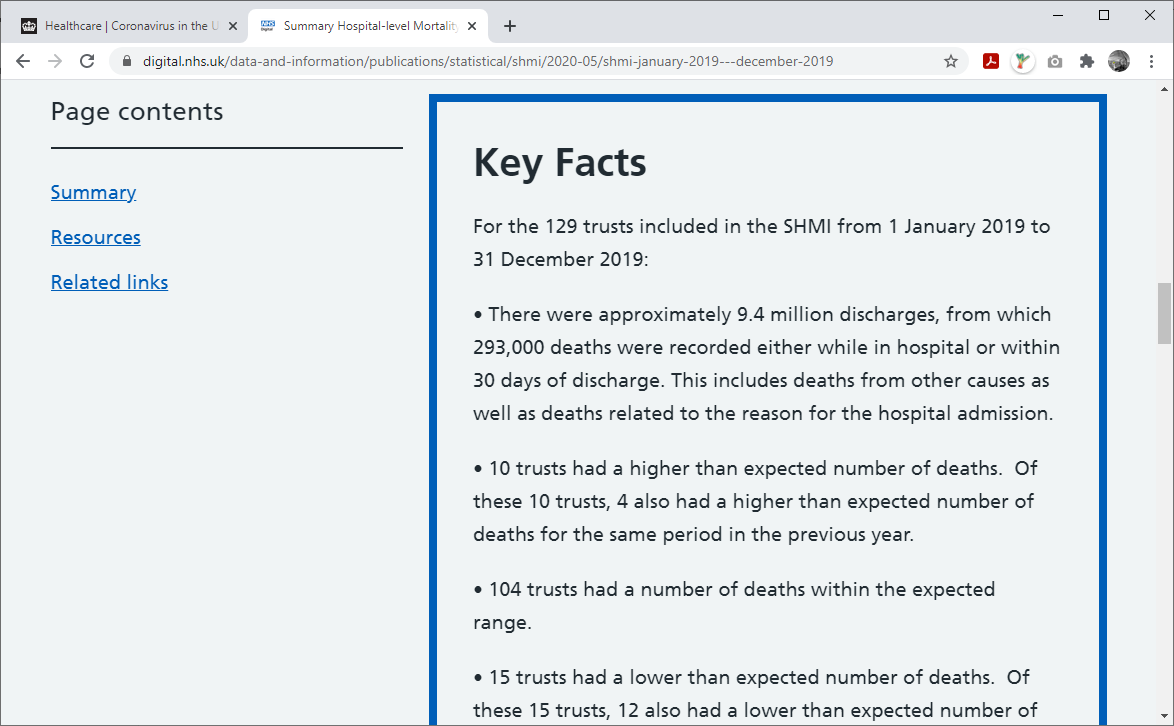 Healthcare | Coronavirus in the U
Summary Hospital-level Mortality
digital.nhs.uk/data-and-information/publications/statistical/shmi/2020-05/shmi-january-2019---december-2019
Page contents
Summary
Resources
Related links
Key Facts
For the 129 trusts included in the SHMI from 1 January 2019 to
31 December 2019:
• There were approximately 9.4 million discharges, from which
293,000 deaths were recorded either while in hospital or within
30 days of discharge. This includes deaths from other causes as
well as deaths related to the reason for the hospital admission.
• 10 trusts had a higher than expected number of deaths.  Of
these 10 trusts, 4 also had a higher than expected number of
deaths for the same period in the previous year.
• 104 trusts had a number of deaths within the expected
range.
• 15 trusts had a lower than expected number of deaths.  Of
these 15 trusts, 12 also had a lower than expected number of